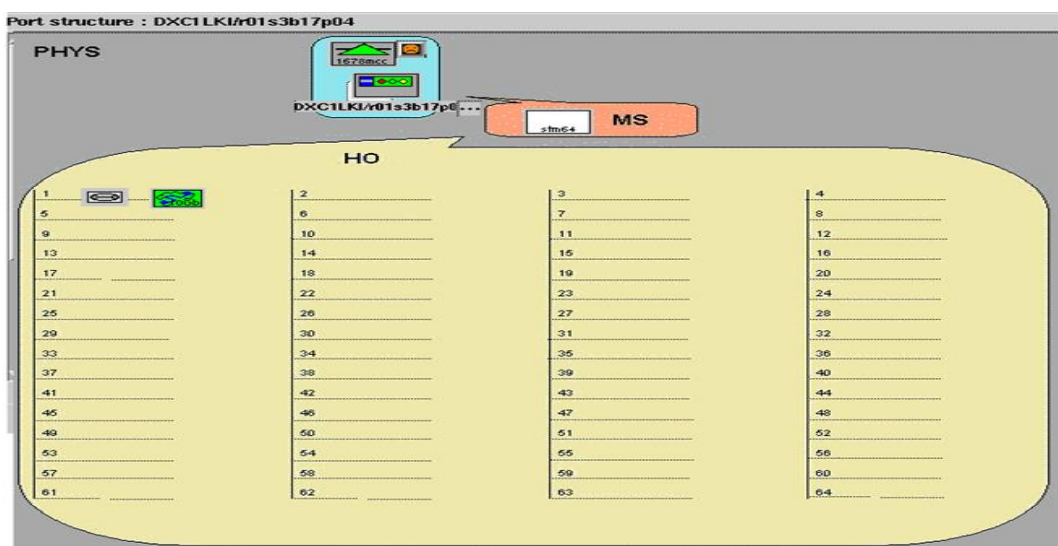 Port structure : DXC1LKI/r01s3b17p04
PHYS
1678mcc
DXC1LKI/r01s3b17p0...
stm64
MS
HO
1 2 3 4
5 6 7 8
9 10 11 12
13 14 15 16
17 18 19 20
21 22 23 24
25 26 27 28
29 30 31 32
33 34 35 36
37 38 39 40
41 42 43 44
45 46 47 48
49 50 51 52
53 54 55 56
57 58 59 60
61 62 63 64